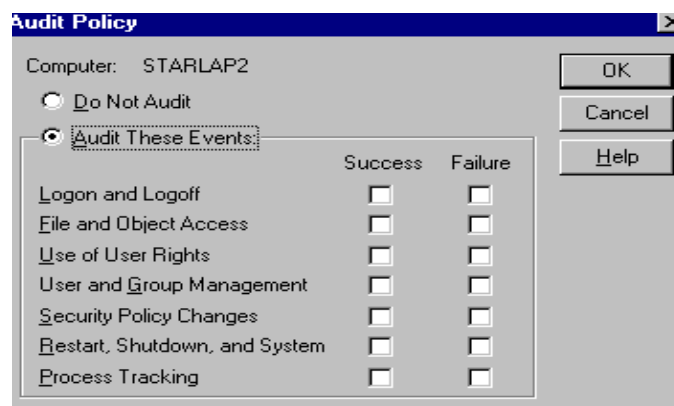 Audit Policy
Computer: STARLAP2
OK
Do Not Audit
Cancel
Audit These Events:
Help
Success Failure
Logon and Logoff
File and Object Access
Use of User Rights
User and Group Management
Security Policy Changes
Restart, Shutdown, and System
Process Tracking